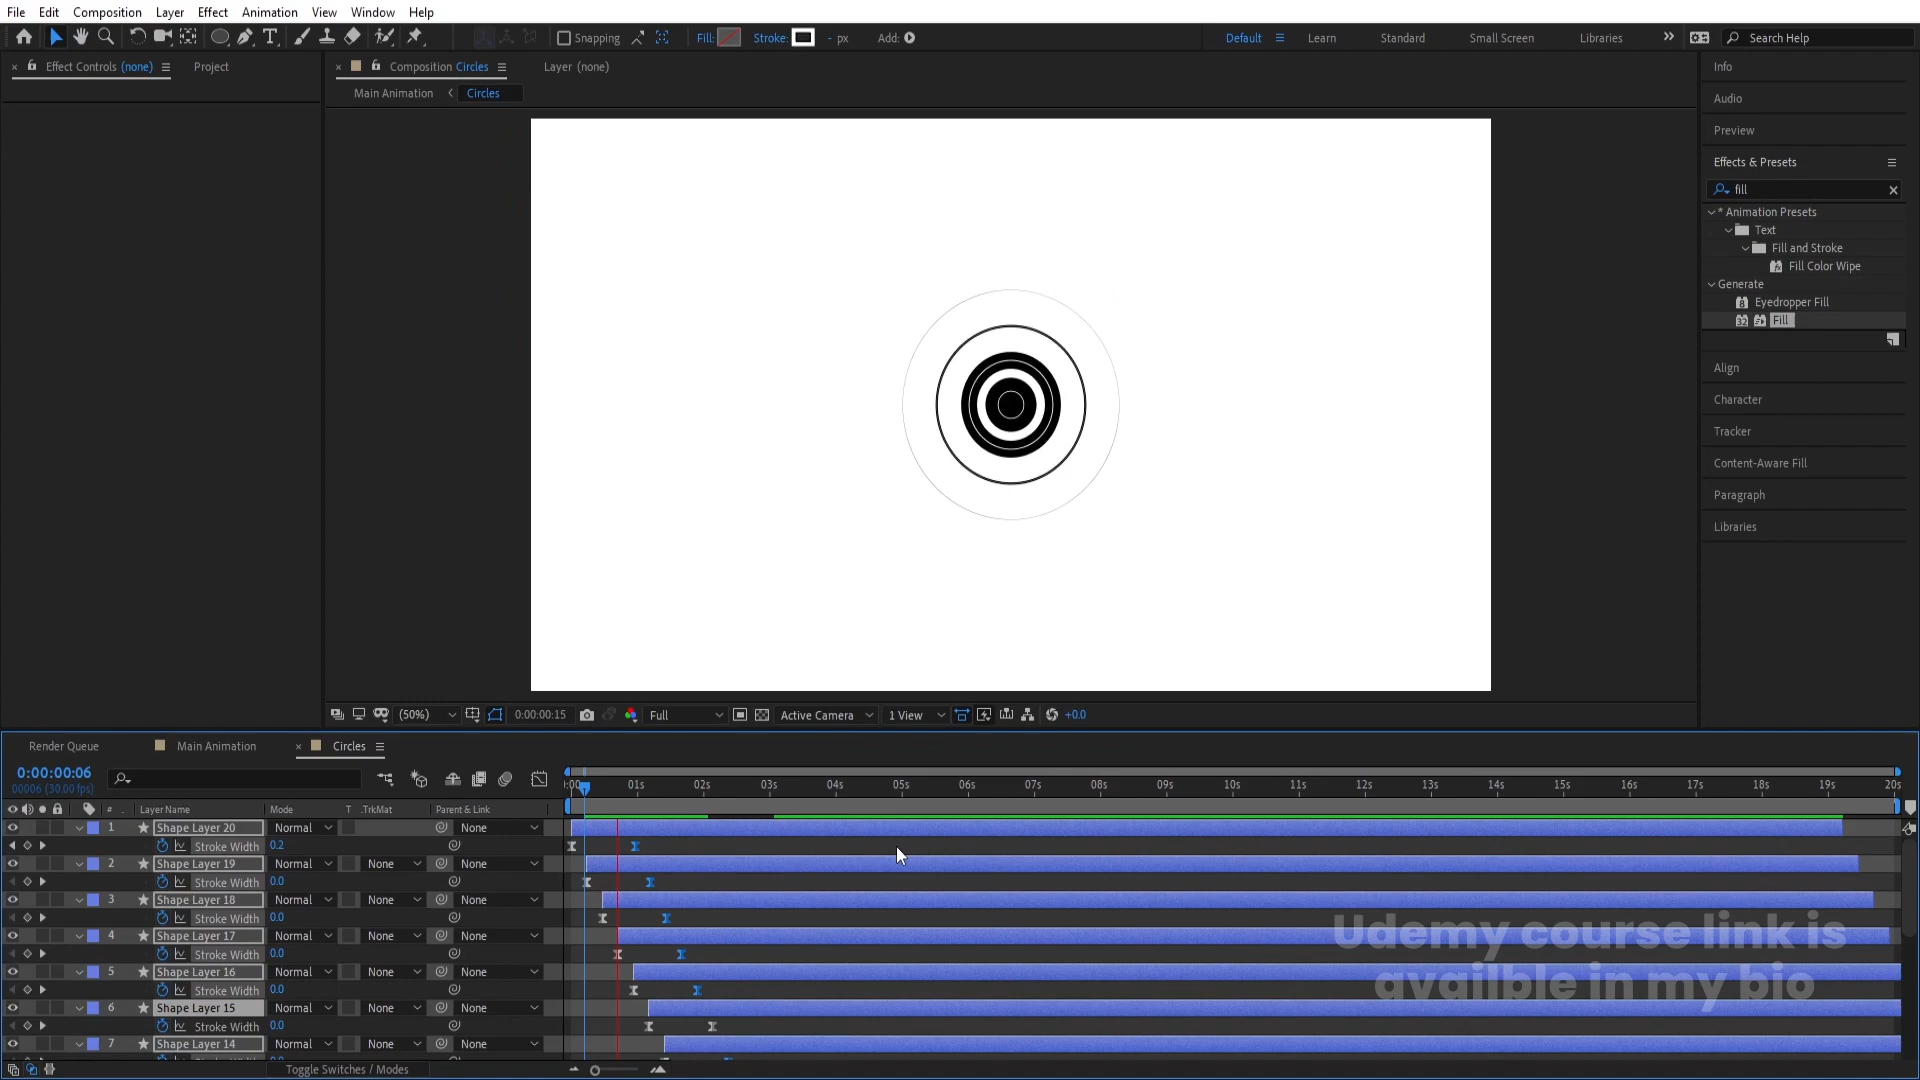 File Edit Composition Layer Effect Animation View Window Help
Snapping Fill: Stroke: - px Add: Default Learn Standard Small Screen Libraries Search Help
Effect Controls (none) Project
Composition Circles Layer (none)
Main Animation Circles
Info
Audio
Preview
Effects & Presets
fill
* Animation Presets
Text
Fill and Stroke
Fill Color Wipe
Generate
Eyedropper Fill
Fill
Align
Character
Tracker
Content-Aware Fill
Paragraph
Libraries
(50%) 0:00:00:15 Full Active Camera 1 View +0.0
Render Queue Main Animation Circles
0:00:00:06
00006 (30.00 fps)
01s 02s 03s 04s 05s 06s 07s 08s 09s 10s 11s 12s 13s 14s 15s 16s 17s 18s 19s 20s
# Layer Name Mode T .TrkMat Parent & Link
1 Shape Layer 20 Normal None
Stroke Width 0.2
2 Shape Layer 19 Normal None None
Stroke Width 0.0
3 Shape Layer 18 Normal None None
Stroke Width 0.0
4 Shape Layer 17 Normal None None
Stroke Width 0.0
5 Shape Layer 16 Normal None None
Stroke Width 0.0
6 Shape Layer 15 Normal None None
Stroke Width 0.0
7 Shape Layer 14 Normal None None
Toggle Switches / Modes
Udemy course link is
availble in my bio